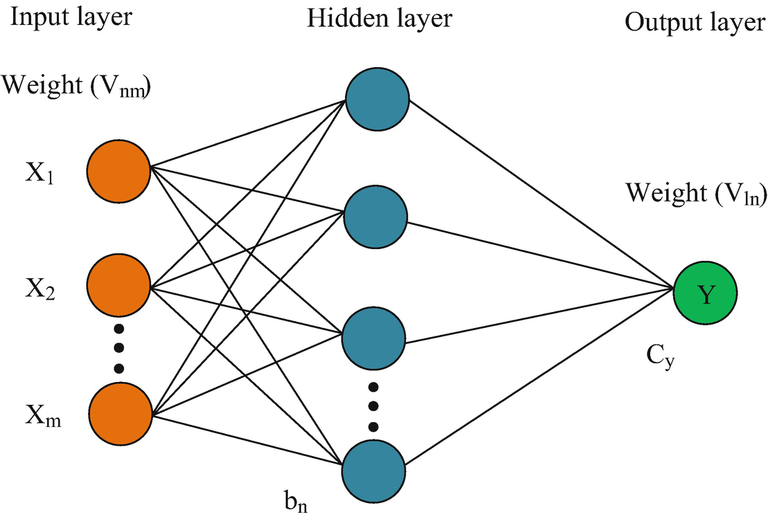 Input layer
Hidden layer
Output layer
Weight (Vnm)
X1
Weight (Vln)
X2
Y
Cy
Xm
bn